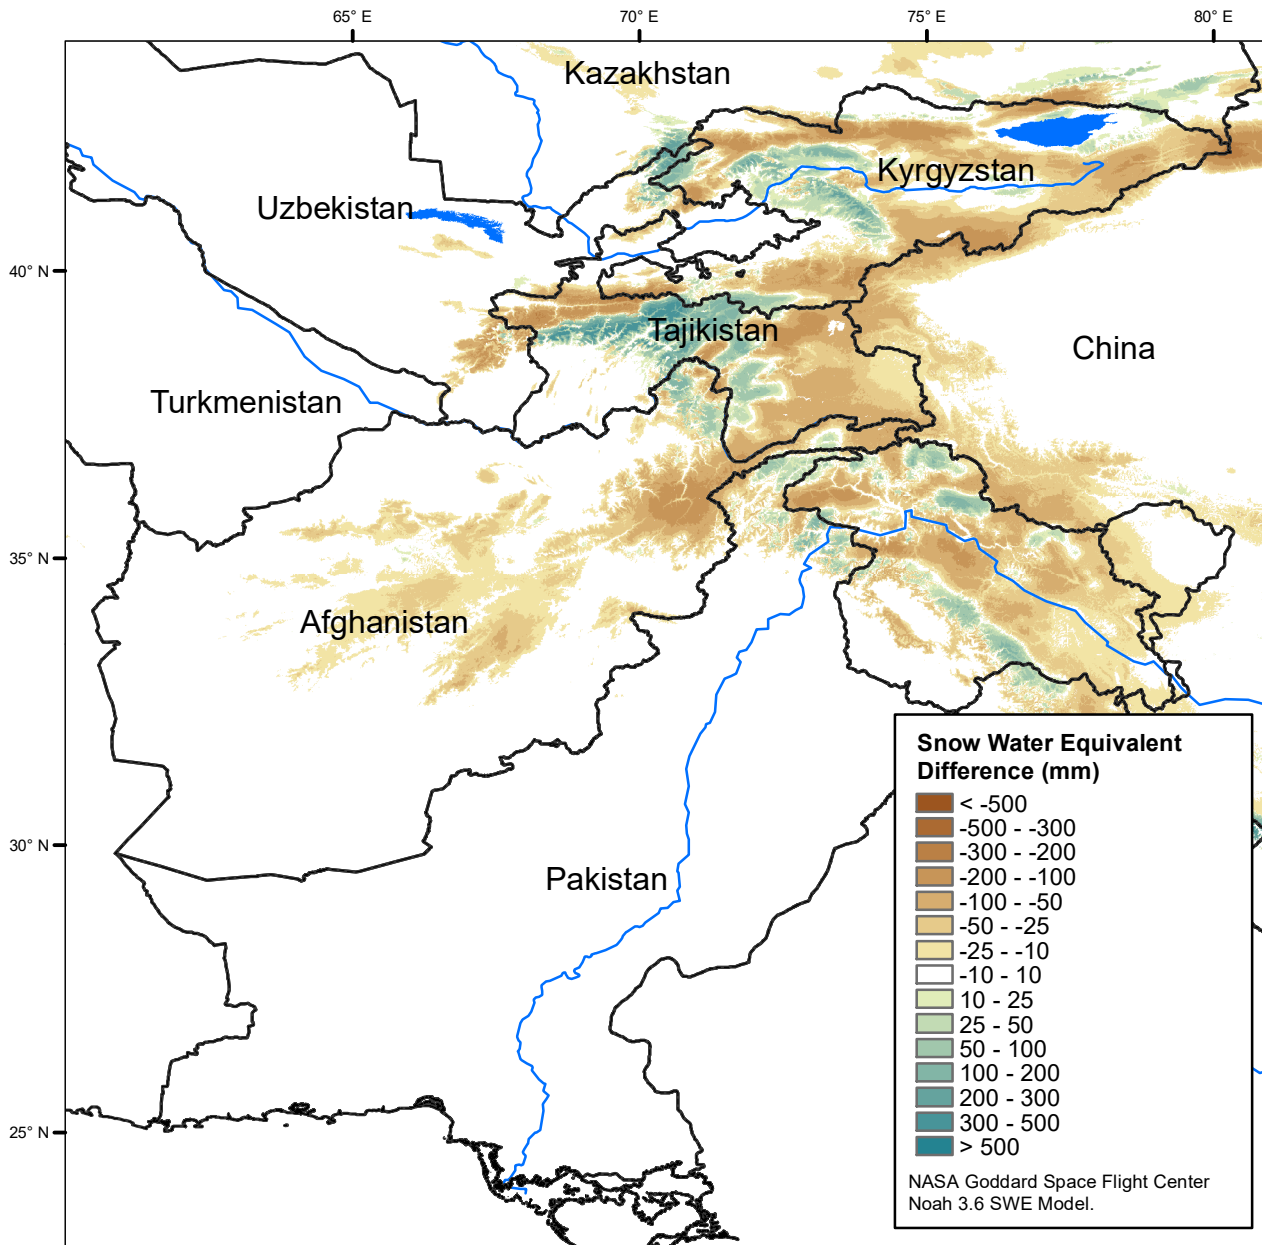 65° E
70° E
75° E
80° E
Kazakhstan
Kyrgyzstan
Uzbekistan
40° N
Tajikistan
China
Turkmenistan
35° N
Afghanistan
Snow Water Equivalent
Difference (mm)
< -500
-500 - -300
30° N
-300 - -200
Pakistan
-200 - -100
-100 - -50
-50 - -25
-25 - -10
-10 - 10
10 - 25
25 - 50
50 - 100
100 - 200
200 - 300
300 - 500
25° N
> 500
NASA Goddard Space Flight Center
Noah 3.6 SWE Model.